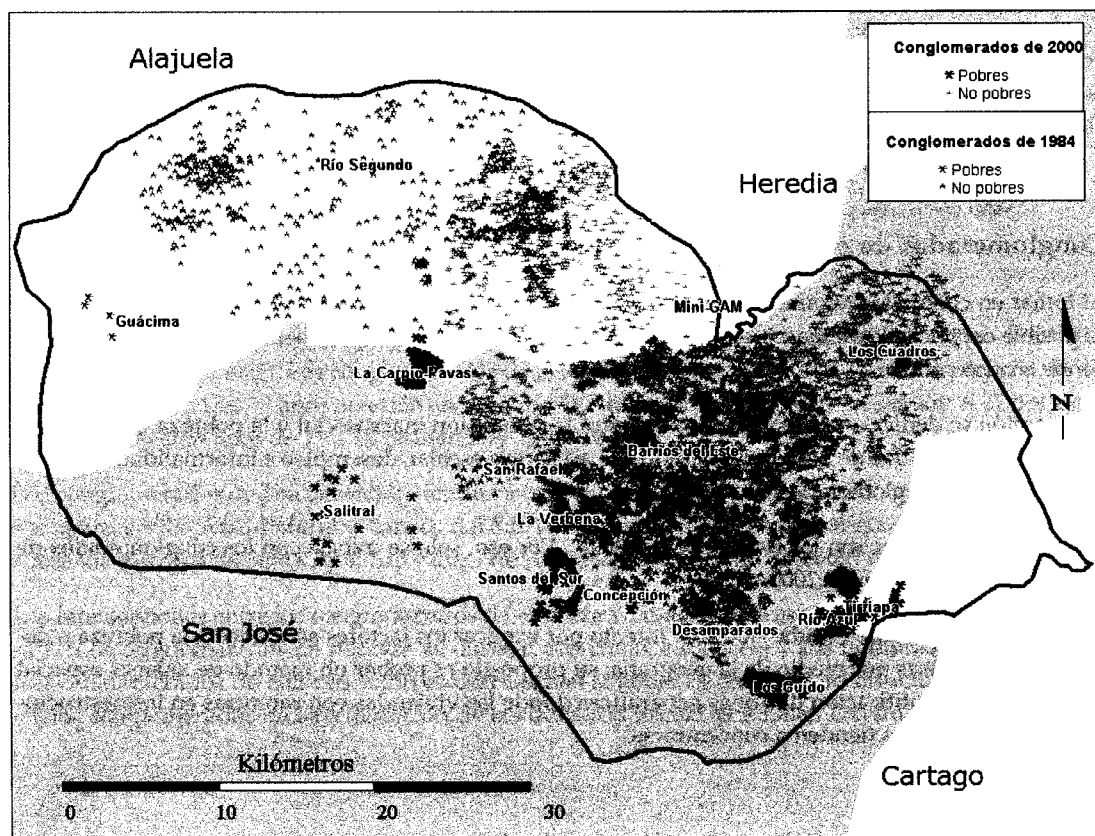 Alajuela
Conglomerados de 2000
Pobres
No pobres
Conglomerados de 1984
Pobres
No pobres
Río Segundo
Heredia
Mini-GAM
Guácima
Los Cuadros
La Carpio-Pavas
N
Barrios del Este
San Rafael
Salitral
La Verbena
Santos del Sur
Concepción
Río Azul
San José
Desamparados
Los Guido
Kilómetros
Cartago
0 10 20 30